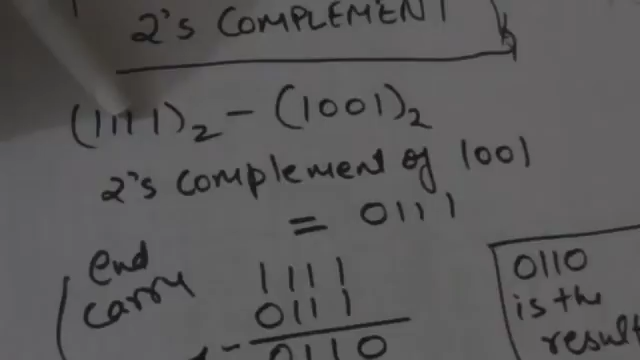 2's COMPLEMENT
(1111)2 - (1001)2
2's complement of 1001
= 0111
end
carry
1111
0111
0110
0110
is the
result